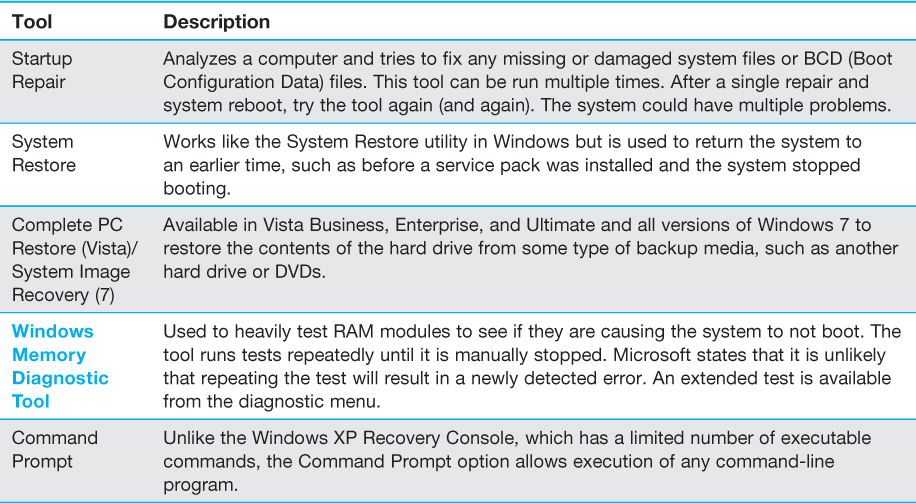 Tool Description
Startup
Repair
Analyzes a computer and tries to fix any missing or damaged system files or BCD (Boot
Configuration Data) files. This tool can be run multiple times. After a single repair and
system reboot, try the tool again (and again). The system could have multiple problems.
System
Restore
Works like the System Restore utility in Windows but is used to return the system to
an earlier time, such as before a service pack was installed and the system stopped
booting.
Complete PC
Restore (Vista)/
System Image
Recovery (7)
Available in Vista Business, Enterprise, and Ultimate and all versions of Windows 7 to
restore the contents of the hard drive from some type of backup media, such as another
hard drive or DVDs.
Windows
Memory
Diagnostic
Tool
Used to heavily test RAM modules to see if they are causing the system to not boot. The
tool runs tests repeatedly until it is manually stopped. Microsoft states that it is unlikely
that repeating the test will result in a newly detected error. An extended test is available
from the diagnostic menu.
Command
Prompt
Unlike the Windows XP Recovery Console, which has a limited number of executable
commands, the Command Prompt option allows execution of any command-line
program.